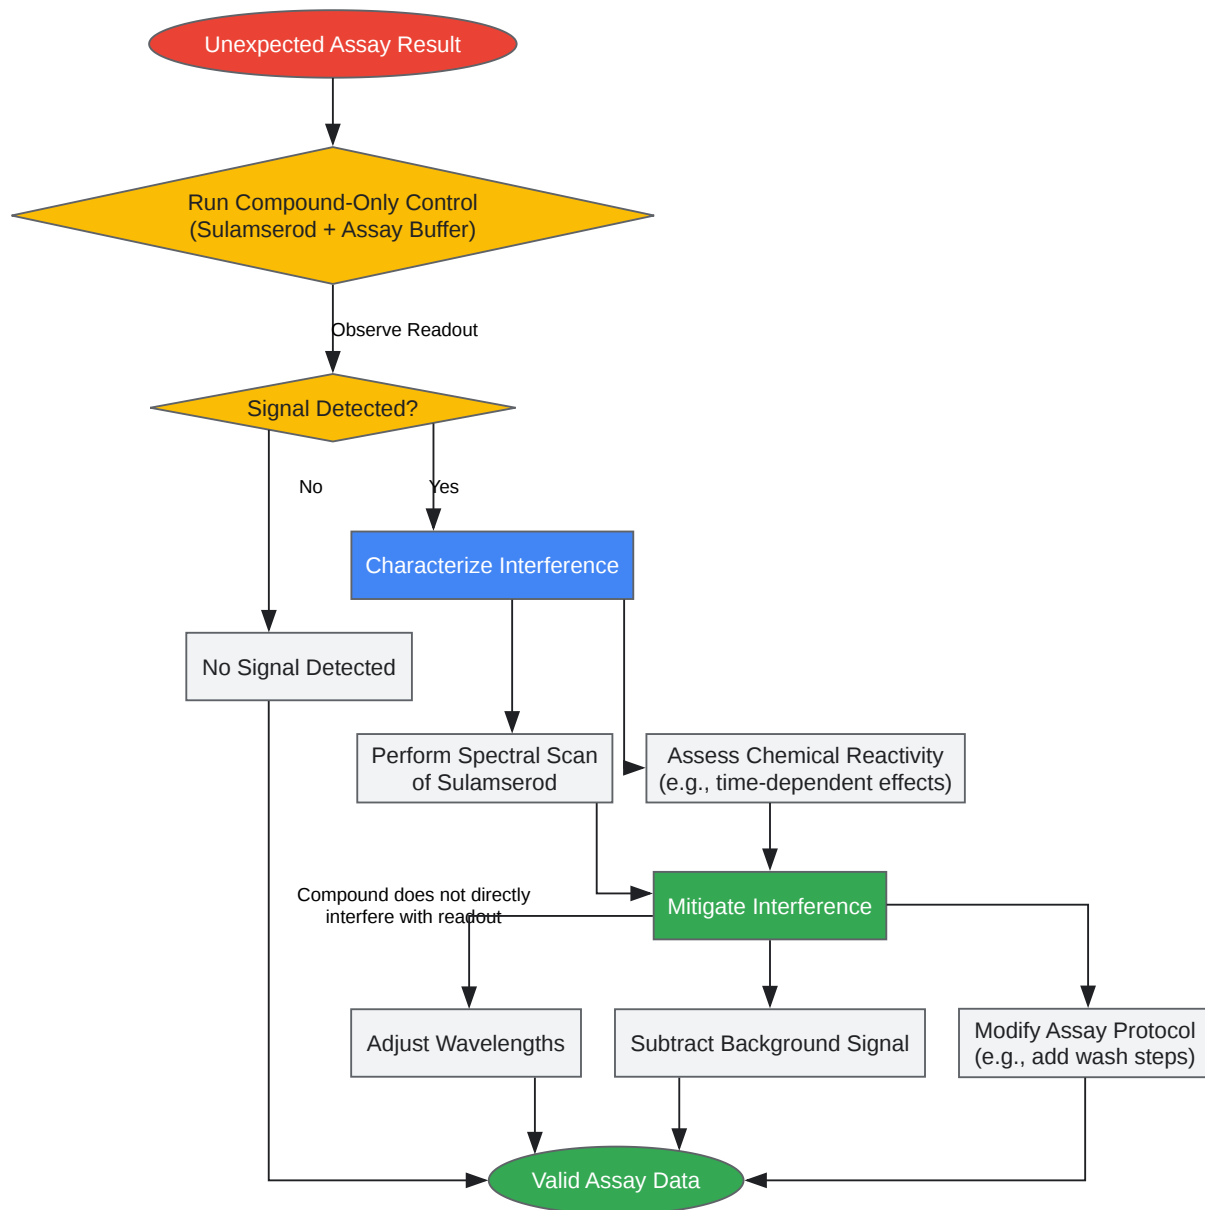 Unexpected Assay Result
Run Compound-Only Control
(Sulamserod + Assay Buffer)
Observe Readout
Signal Detected?
No
Yes
Characterize Interference
No Signal Detected
Perform Spectral Scan
of Sulamserod
Assess Chemical Reactivity
(e.g., time-dependent effects)
Compound does not directly
interfere with readout
Mitigate Interference
Adjust Wavelengths
Subtract Background Signal
Modify Assay Protocol
(e.g., add wash steps)
Valid Assay Data